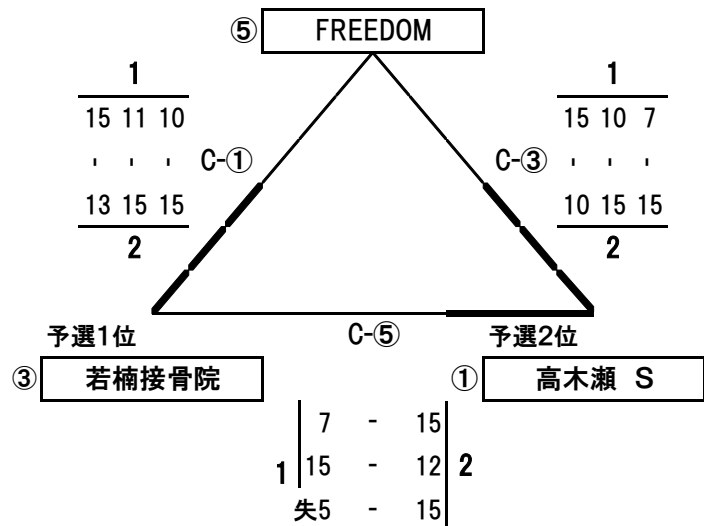 ⑤ FREEDOM
1 1
15 11 10 15 10 7
- - - C-① C-③ - - -
13 15 15 10 15 15
2 2
予選1位 C-⑤ 予選2位
③ 若楠接骨院 ① 高木瀬 S
7 - 15
1 15 - 12 2
失5 - 15